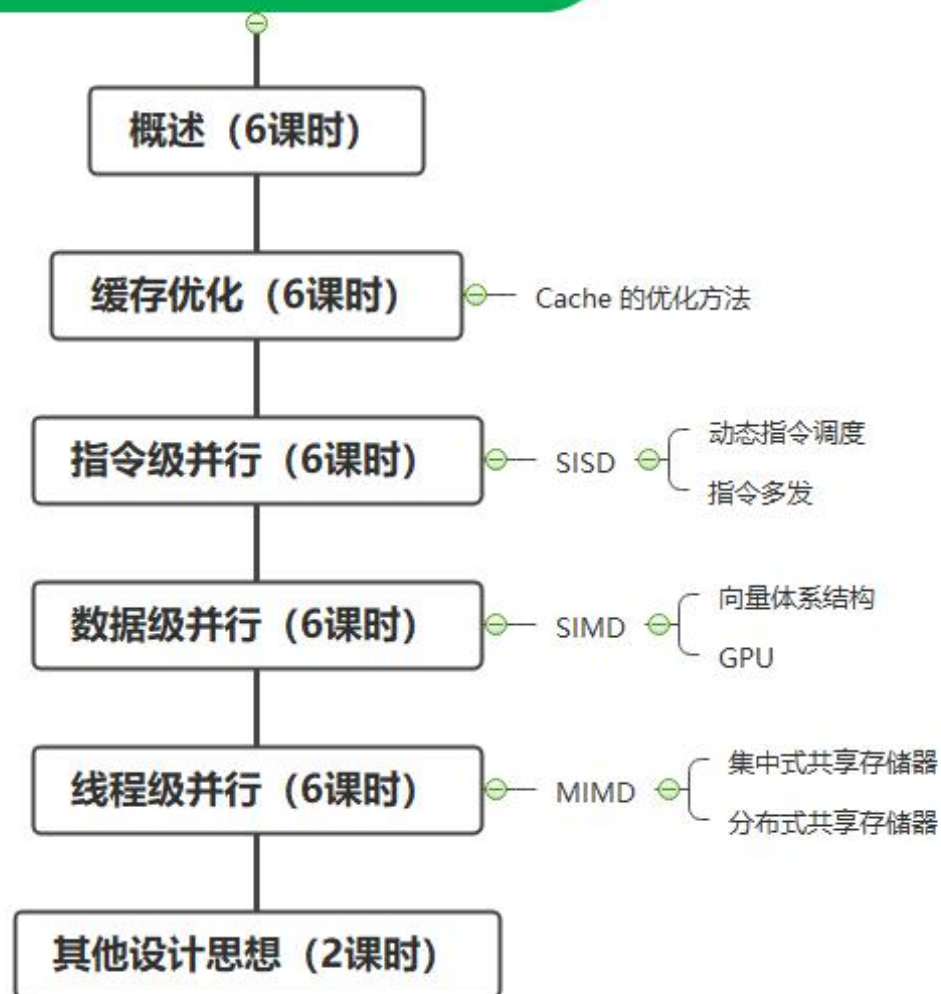 概述（6课时）
缓存优化（6课时）
Cache 的优化方法
指令级并行（6课时）
SISD
动态指令调度
指令多发
数据级并行（6课时）
SIMD
向量体系结构
GPU
线程级并行（6课时）
MIMD
集中式共享存储器
分布式共享存储器
其他设计思想（2课时）